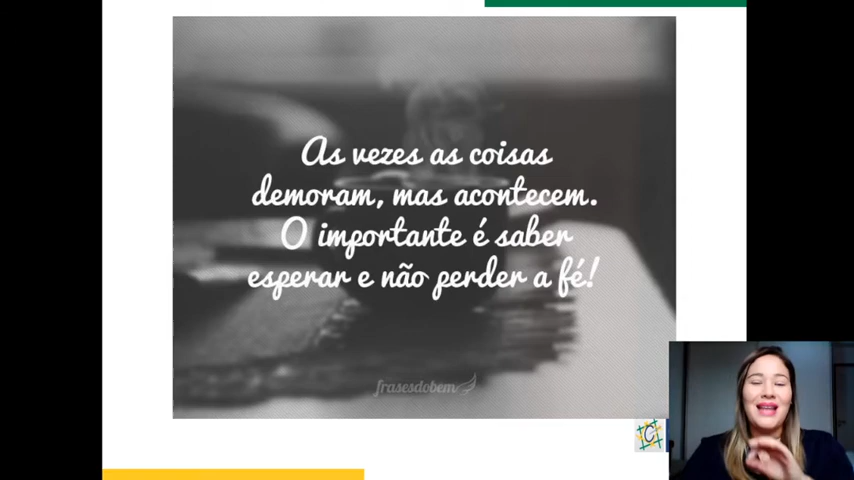 As vezes as coisas
demoram, mas acontecem.
O importante é saber
esperar e não perder a fé!
frasesdobem
C